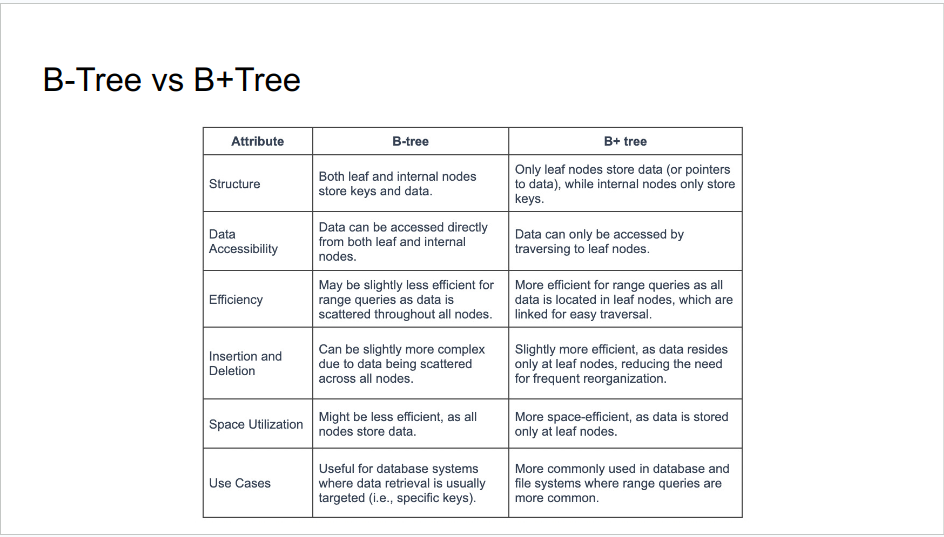 B-Tree vs B+Tree
Attribute
B-tree
B+ tree
Structure
Both leaf and internal nodes
store keys and data.
Only leaf nodes store data (or pointers
to data), while internal nodes only store
keys.
Data
Accessibility
Data can be accessed directly
from both leaf and internal
nodes.
Data can only be accessed by
traversing to leaf nodes.
Efficiency
May be slightly less efficient for
range queries as data is
scattered throughout all nodes.
More efficient for range queries as all
data is located in leaf nodes, which are
linked for easy traversal.
Insertion and
Deletion
Can be slightly more complex
due to data being scattered
across all nodes.
Slightly more efficient, as data resides
only at leaf nodes, reducing the need
for frequent reorganization.
Space Utilization
Might be less efficient, as all
nodes store data.
More space-efficient, as data is stored
only at leaf nodes.
Use Cases
Useful for database systems
where data retrieval is usually
targeted (i.e., specific keys).
More commonly used in database and
file systems where range queries are
more common.